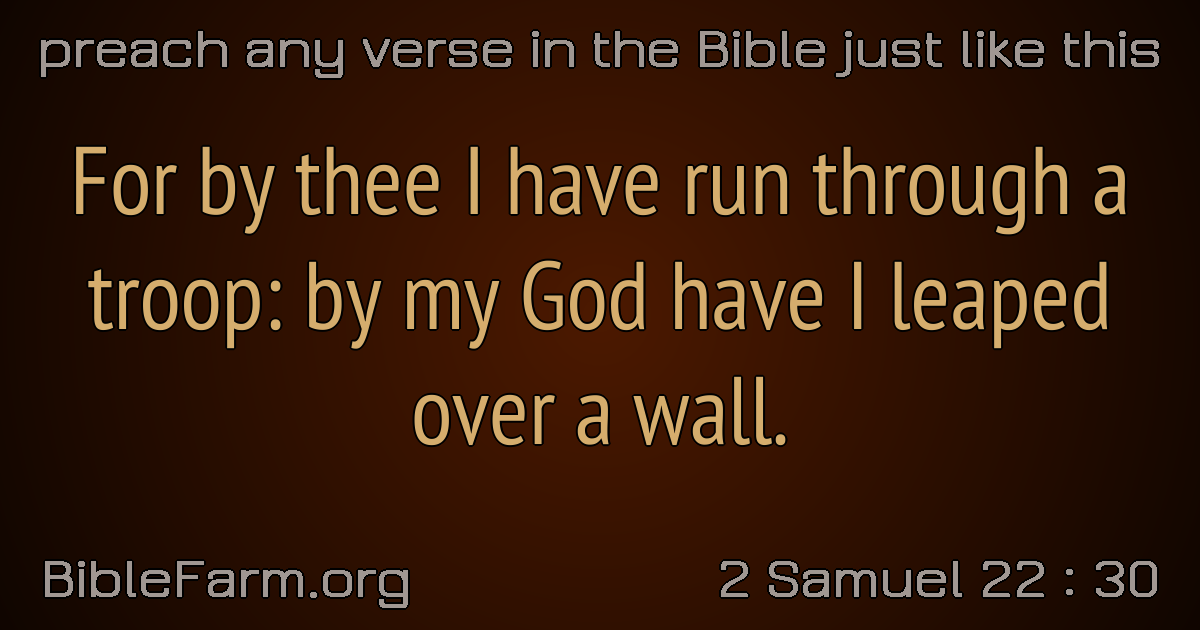 preach any verse in the Bible just like this
For by thee I have run through a
troop: by my God have I leaped
over a wall.
BibleFarm.org
2 Samuel 22 : 30